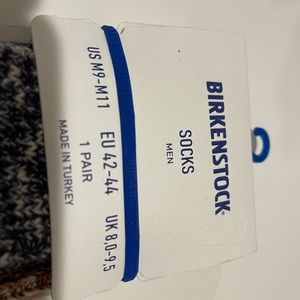 BIRKENSTOCK
SOCKS
MEN
US M9-M11 EU 42-44 UK 8,0-9,5
1 PAIR
MADE IN TURKEY